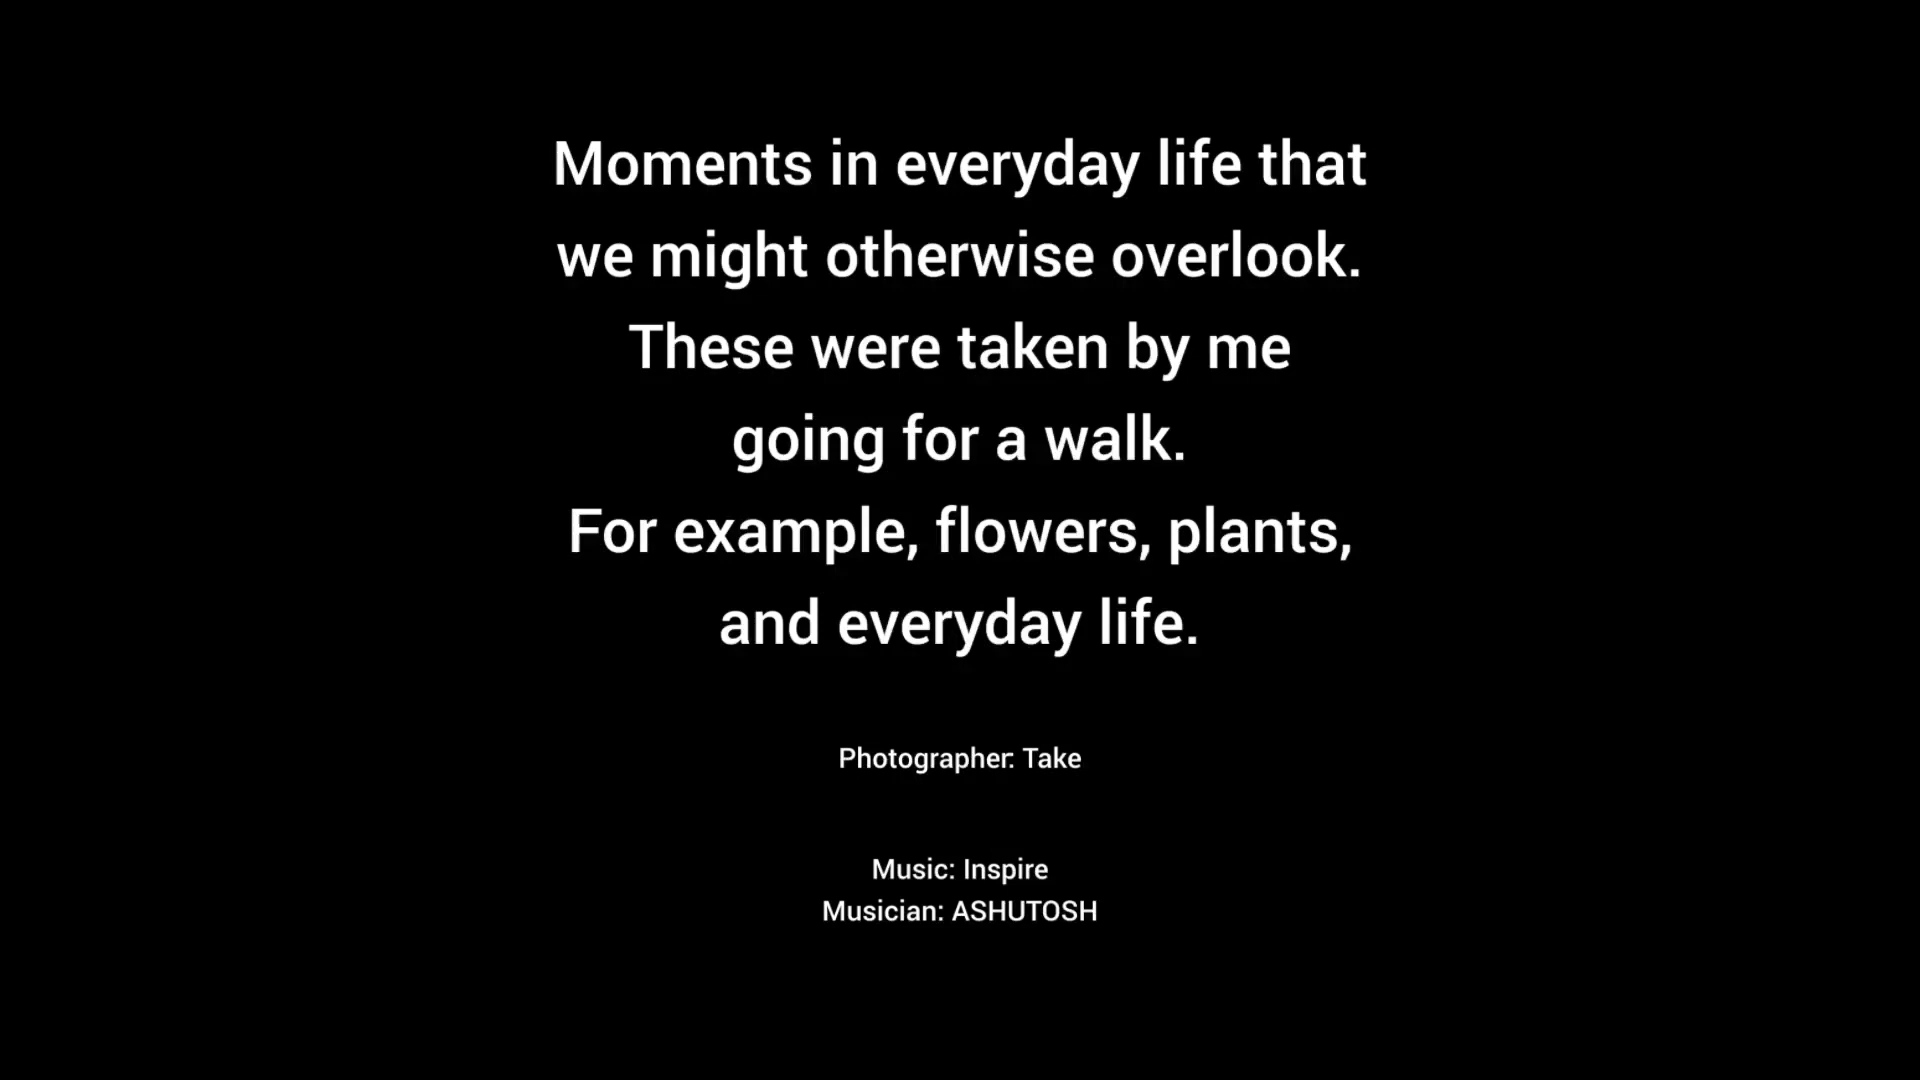 Moments in everyday life that
we might otherwise overlook.
These were taken by me
going for a walk.
For example, flowers, plants,
and everyday life.
Photographer: Take
Music: Inspire
Musician: ASHUTOSH